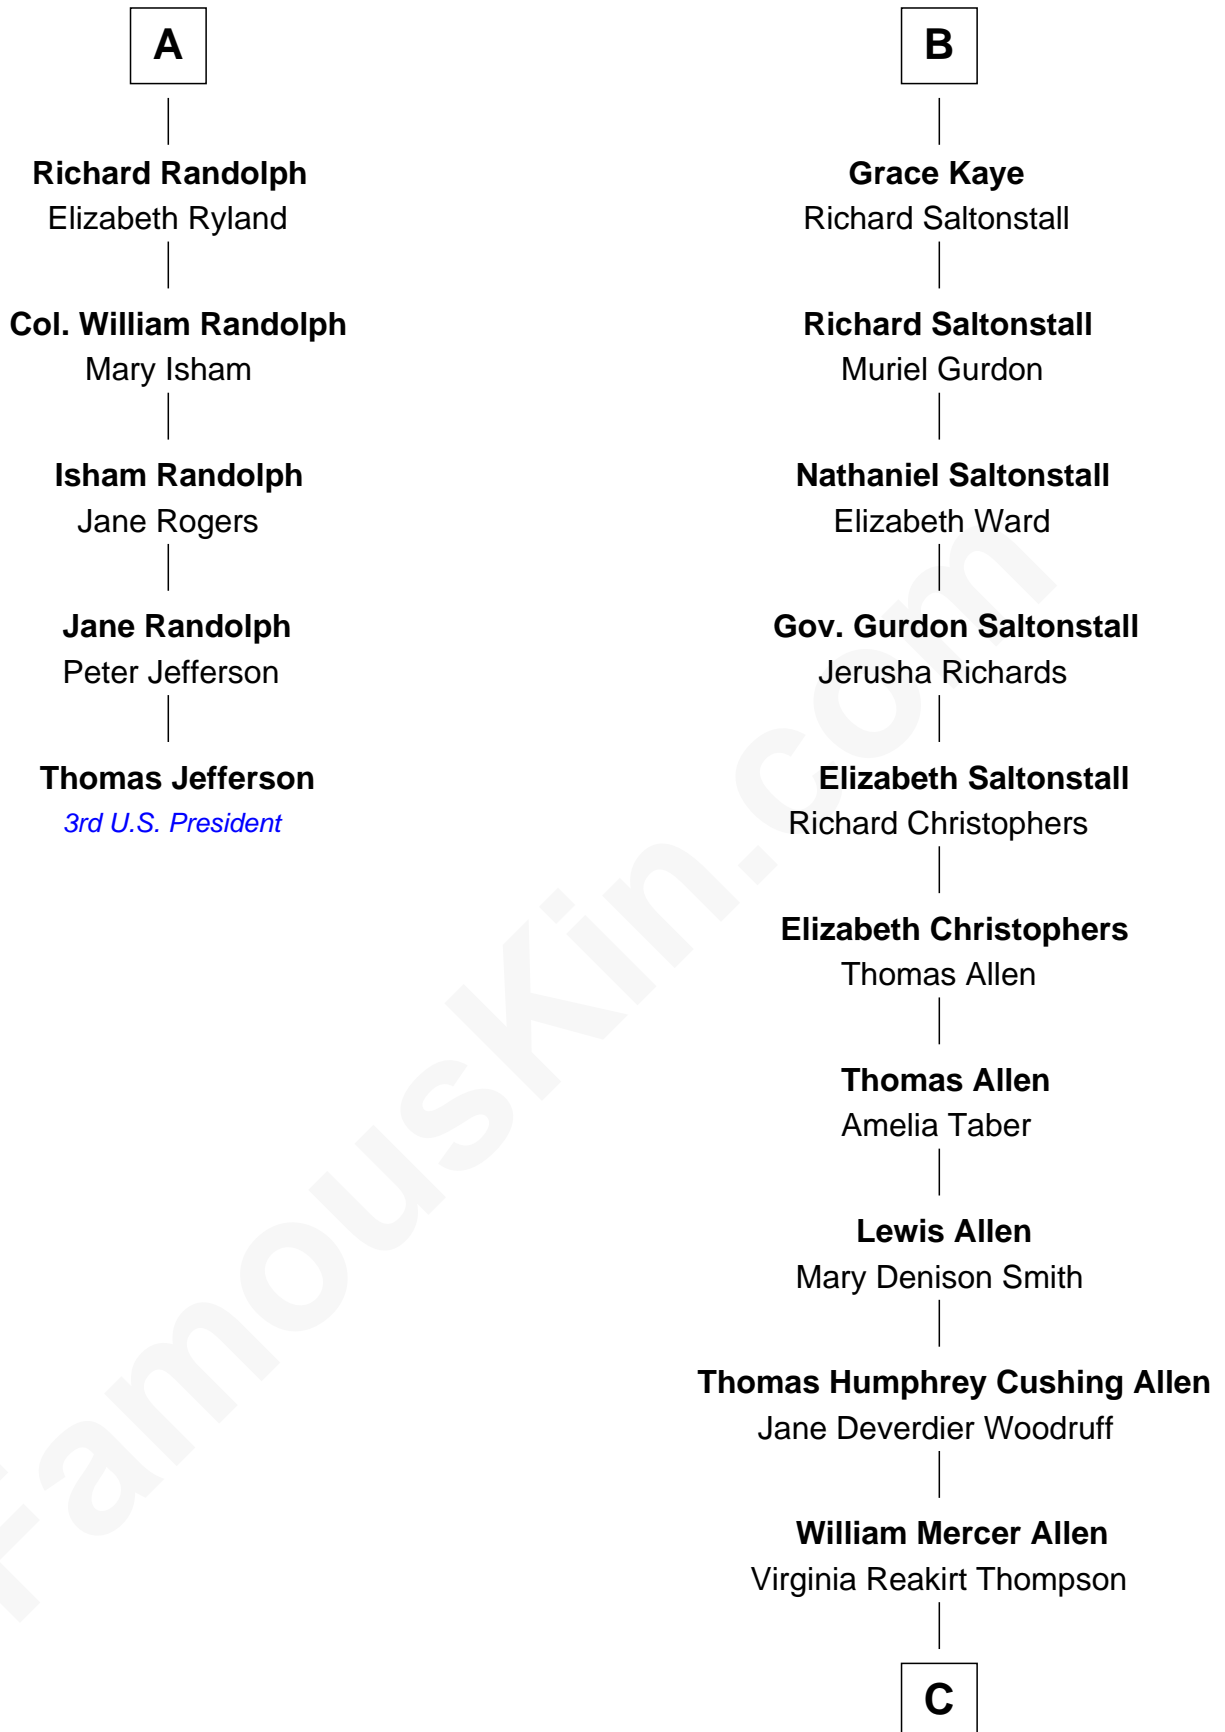 A
Richard Randolph
Elizabeth Ryland
Col. William Randolph
Mary Isham
Isham Randolph
Jane Rogers
Jane Randolph
Peter Jefferson
Thomas Jefferson
3rd U.S. President
B
Grace Kaye
Richard Saltonstall
Richard Saltonstall
Muriel Gurdon
Nathaniel Saltonstall
Elizabeth Ward
Gov. Gurdon Saltonstall
Jerusha Richards
Elizabeth Saltonstall
Richard Christophers
Elizabeth Christophers
Thomas Allen
Thomas Allen
Amelia Taber
Lewis Allen
Mary Denison Smith
Thomas Humphrey Cushing Allen
Jane Deverdier Woodruff
William Mercer Allen
Virginia Reakirt Thompson
C
FamousKin.com